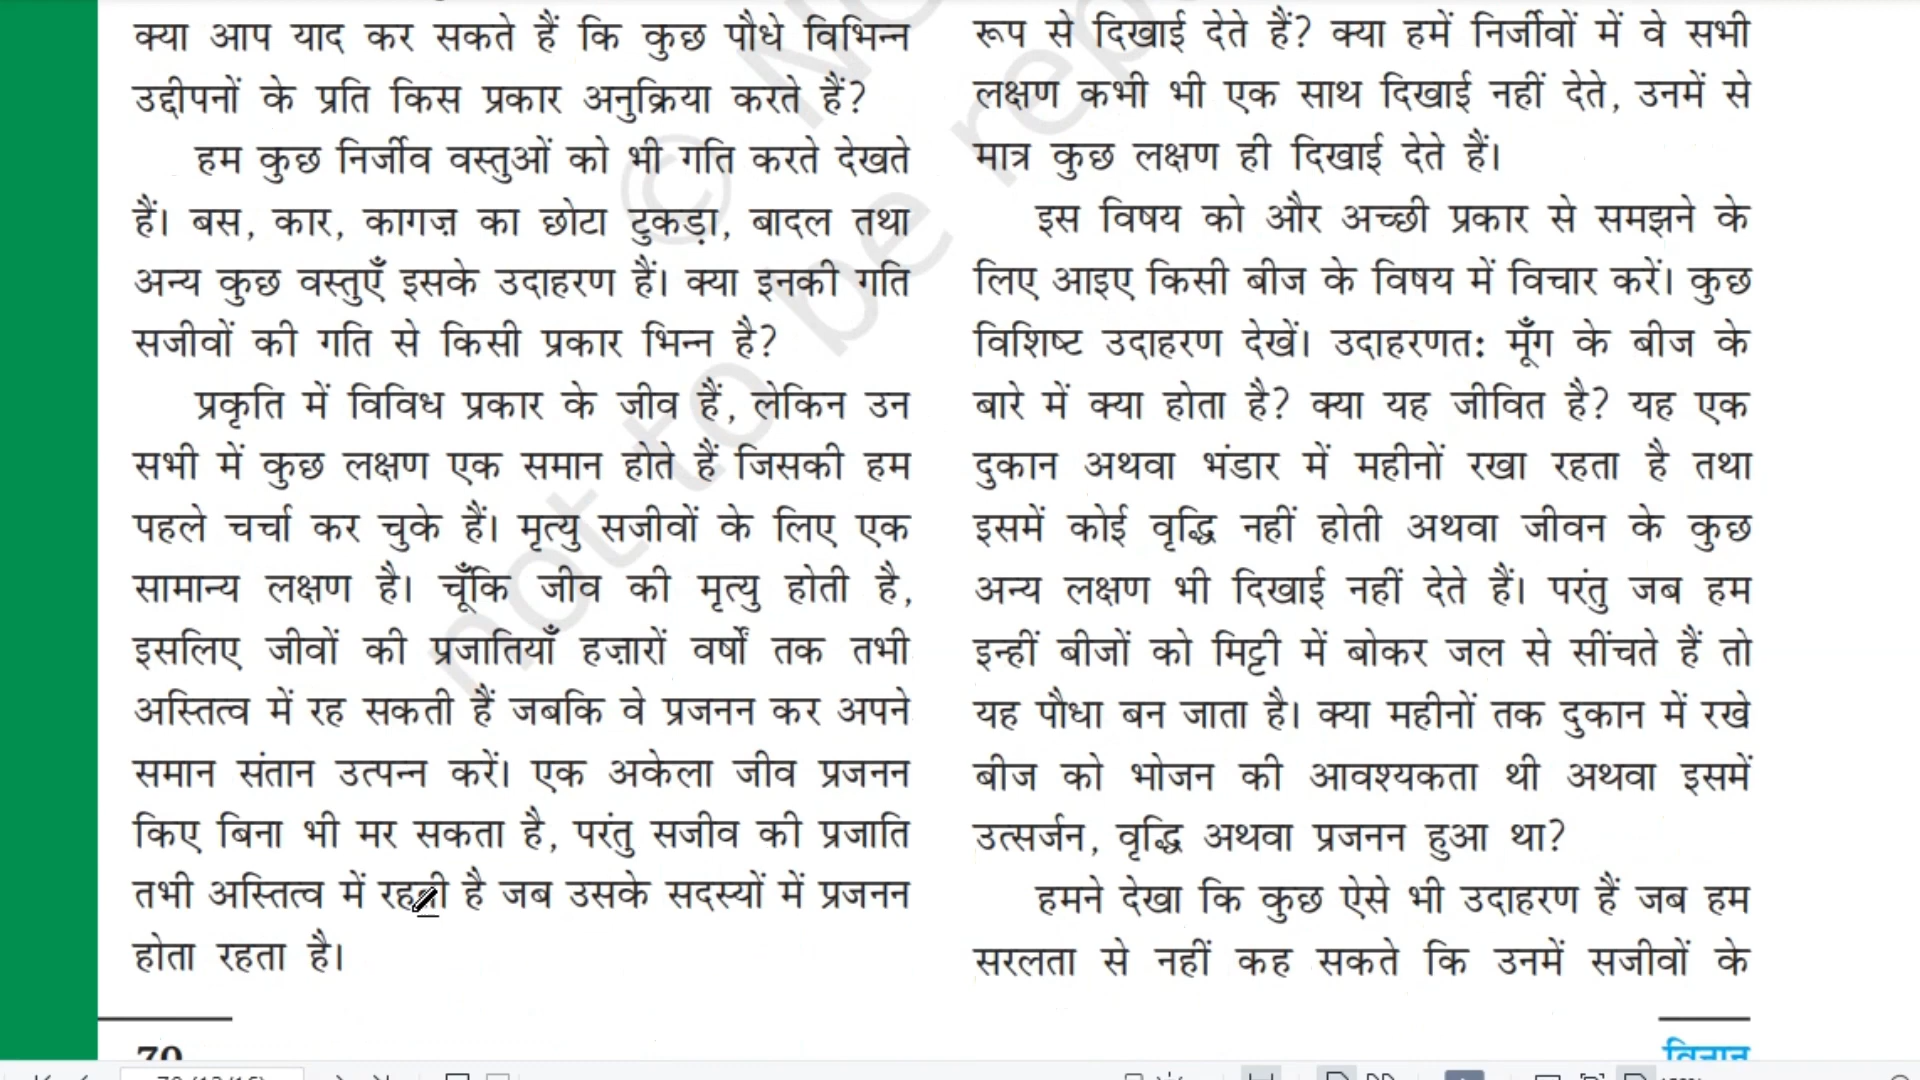 क्या आप याद कर सकते हैं कि कुछ पौधे विभिन्न
उद्दीपनों के प्रति किस प्रकार अनुक्रिया करते हैं?
हम कुछ निर्जीव वस्तुओं को भी गति करते देखते
हैं। बस, कार, कागज़ का छोटा टुकड़ा, बादल तथा
अन्य कुछ वस्तुएँ इसके उदाहरण हैं। क्या इनकी गति
सजीवों की गति से किसी प्रकार भिन्न है?
प्रकृति में विविध प्रकार के जीव हैं, लेकिन उन
सभी में कुछ लक्षण एक समान होते हैं जिसकी हम
पहले चर्चा कर चुके हैं। मृत्यु सजीवों के लिए एक
सामान्य लक्षण है। चूँकि जीव की मृत्यु होती है,
इसलिए जीवों की प्रजातियाँ हज़ारों वर्षों तक तभी
अस्तित्व में रह सकती हैं जबकि वे प्रजनन कर अपने
समान संतान उत्पन्न करें। एक अकेला जीव प्रजनन
किए बिना भी मर सकता है, परंतु सजीव की प्रजाति
तभी अस्तित्व में रहती है जब उसके सदस्यों में प्रजनन
होता रहता है।
70
रूप से दिखाई देते हैं? क्या हमें निर्जीवों में वे सभी
लक्षण कभी भी एक साथ दिखाई नहीं देते, उनमें से
मात्र कुछ लक्षण ही दिखाई देते हैं।
इस विषय को और अच्छी प्रकार से समझने के
लिए आइए किसी बीज के विषय में विचार करें। कुछ
विशिष्ट उदाहरण देखें। उदाहरणतः मूँग के बीज के
बारे में क्या होता है? क्या यह जीवित है? यह एक
दुकान अथवा भंडार में महीनों रखा रहता है तथा
इसमें कोई वृद्धि नहीं होती अथवा जीवन के कुछ
अन्य लक्षण भी दिखाई नहीं देते हैं। परंतु जब हम
इन्हीं बीजों को मिट्टी में बोकर जल से सींचते हैं तो
यह पौधा बन जाता है। क्या महीनों तक दुकान में रखे
बीज को भोजन की आवश्यकता थी अथवा इसमें
उत्सर्जन, वृद्धि अथवा प्रजनन हुआ था?
हमने देखा कि कुछ ऐसे भी उदाहरण हैं जब हम
सरलता से नहीं कह सकते कि उनमें सजीवों के
विज्ञान
© No
not to be rep